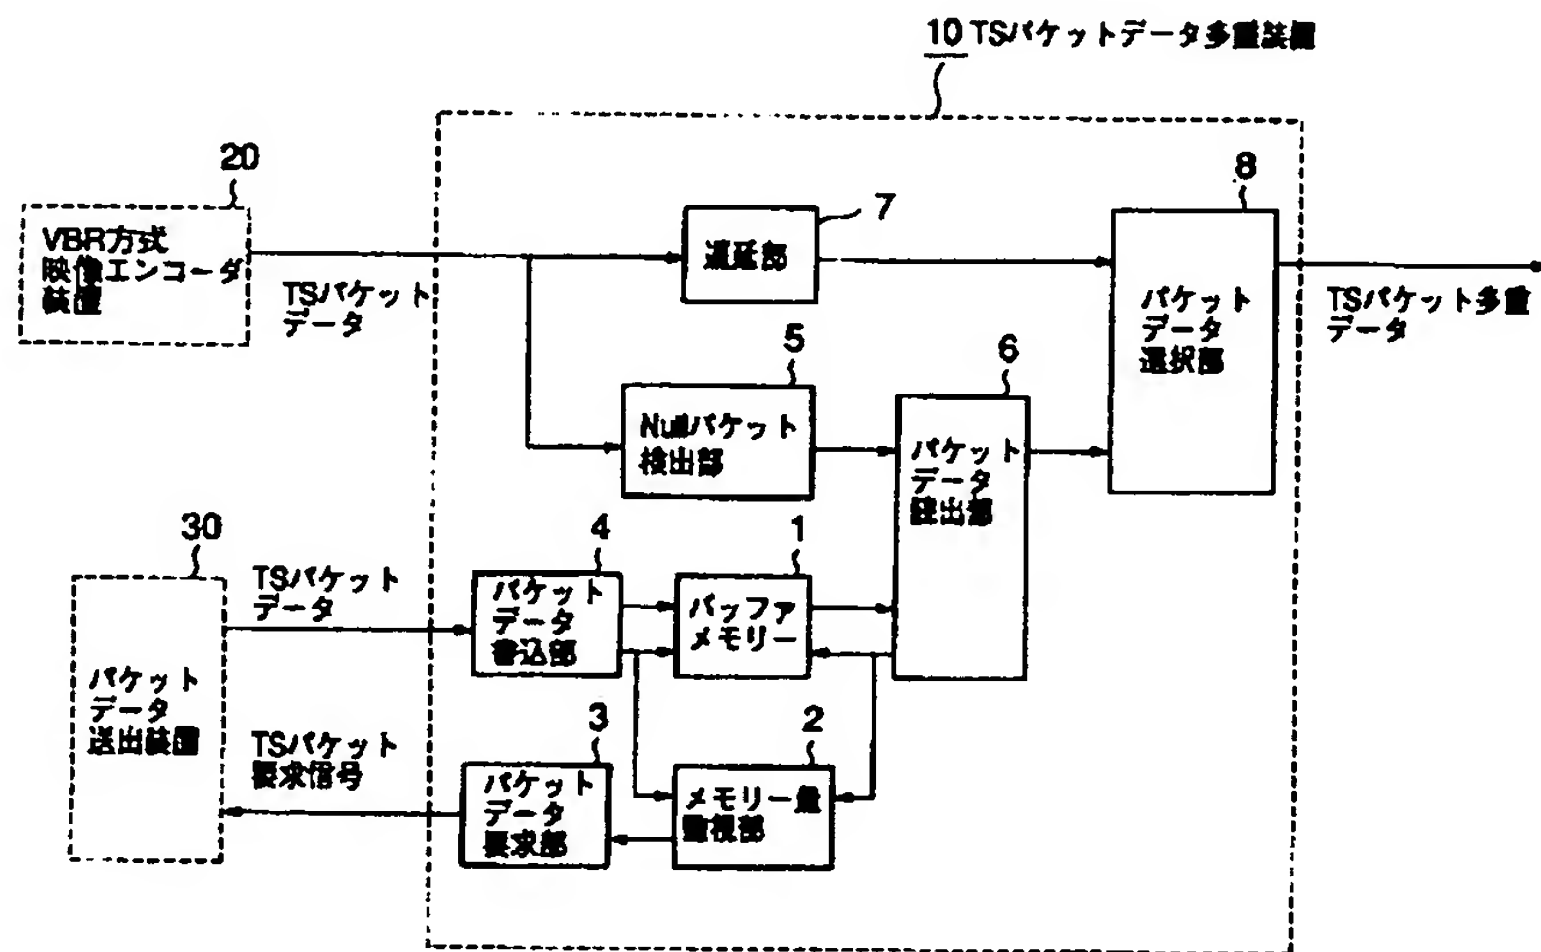 10 TSパケットデータ多重装置
20
VBR方式
映像エンコーダ
装置
TSパケット
データ
7
遅延部
8
パケット
データ
選択部
TSパケット多重
データ
5
Nullパケット
検出部
6
パケット
データ
読出部
30
パケット
データ
送出装置
TSパケット
データ
4
パケット
データ
書込部
1
バッファ
メモリー
TSパケット
要求信号
3
パケット
データ
要求部
2
メモリー量
監視部